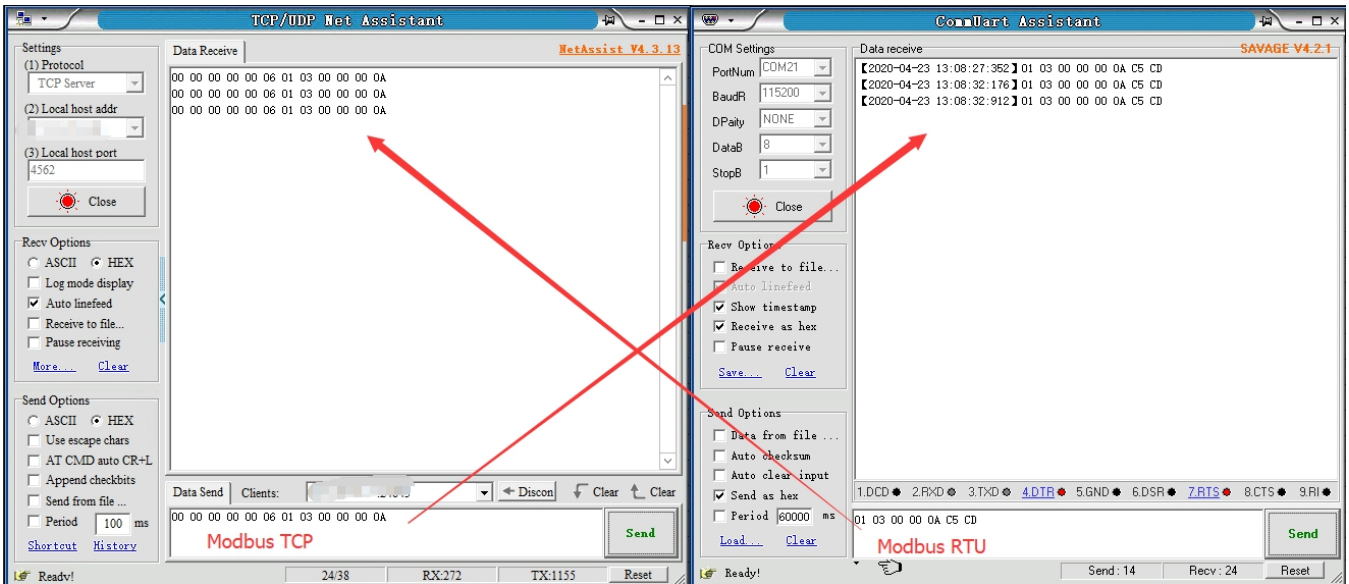 TCP/UDP Net Assistant
Settings
(1) Protocol
TCP Server
(2) Local host addr
(3) Local host port
4562
Close
Recv Options
ASCII HEX
Log mode display
Auto linefeed
Receive to file...
Pause receiving
More... Clear
Send Options
ASCII HEX
Use escape chars
AT CMD auto CR+L
Append checkbits
Send from file ...
Period 100 ms
Shortcut History
Data Receive
NetAssist V4.3.13
00 00 00 00 00 06 01 03 00 00 00 0A
00 00 00 00 00 06 01 03 00 00 00 0A
00 00 00 00 00 06 01 03 00 00 00 0A
Data Send Clients: Discon Clear Clear
00 00 00 00 00 06 01 03 00 00 00 0A
Modbus TCP
Send
Ready! 24/38 RX:272 TX:1155 Reset
CommUart Assistant
COM Settings
PortNum COM21
BaudR 115200
DPaity NONE
DataB 8
StopB 1
Close
Recv Options
Receive to file...
Auto linefeed
Show timestamp
Receive as hex
Pause receive
Save... Clear
Send Options
Data from file ...
Auto checksum
Auto clear input
Send as hex
Period 60000 ms
Load... Clear
Data receive
SAVAGE V4.2.1
【2020-04-23 13:08:27:352】01 03 00 00 00 0A C5 CD
【2020-04-23 13:08:32:176】01 03 00 00 00 0A C5 CD
【2020-04-23 13:08:32:912】01 03 00 00 00 0A C5 CD
1.DCD 2.RXD 3.TXD 4.DTR 5.GND 6.DSR 7.RTS 8.CTS 9.RI
01 03 00 00 0A C5 CD
Modbus RTU
Send
Ready! Send : 14 Recv : 24 Reset